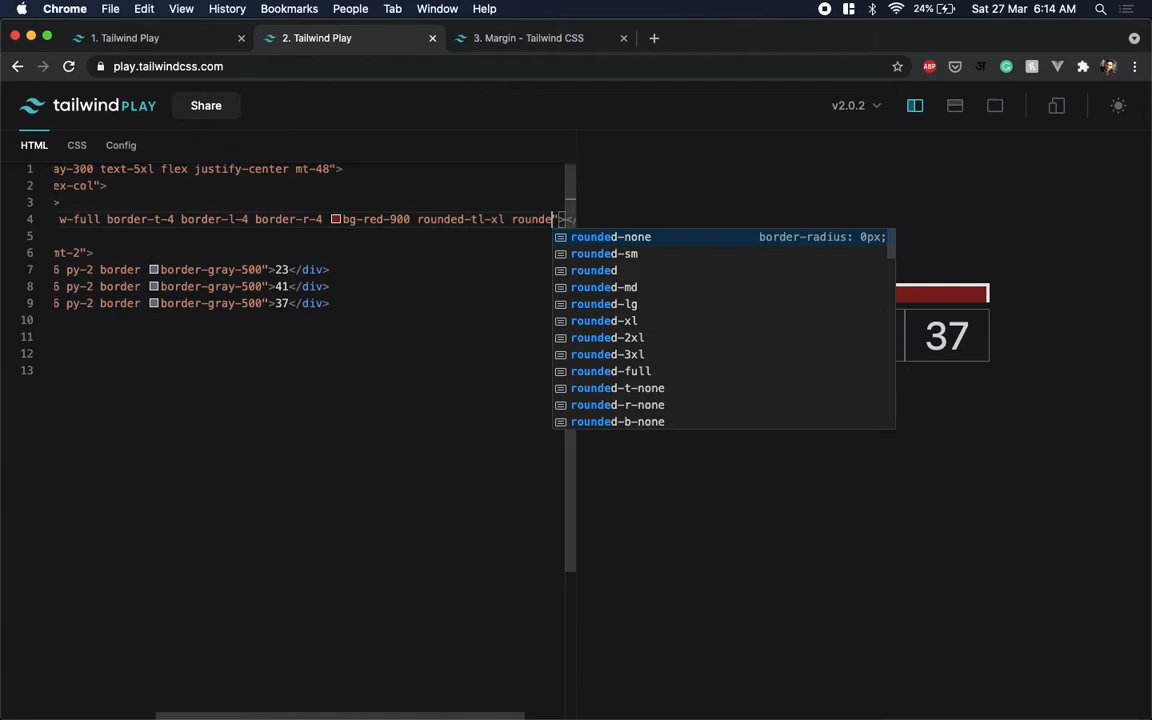 Chrome File Edit View History Bookmarks People Tab Window Help 24% Sat 27 Mar 6:14 AM
1. Tailwind Play 2. Tailwind Play 3. Margin - Tailwind CSS
play.tailwindcss.com ABP
tailwind PLAY Share v2.0.2
HTML CSS Config
1 ay-300 text-5xl flex justify-center mt-48">
2 ex-col">
3 >
4 w-full border-t-4 border-l-4 border-r-4 bg-red-900 rounded-tl-xl rounde"></
5
6 mt-2">
7 6 py-2 border border-gray-500">23</div>
8 6 py-2 border border-gray-500">41</div>
9 6 py-2 border border-gray-500">37</div>
10
11
12
13
rounded-none border-radius: 0px;
rounded-sm
rounded
rounded-md
rounded-lg
rounded-xl
rounded-2xl
rounded-3xl
rounded-full
rounded-t-none
rounded-r-none
rounded-b-none
37